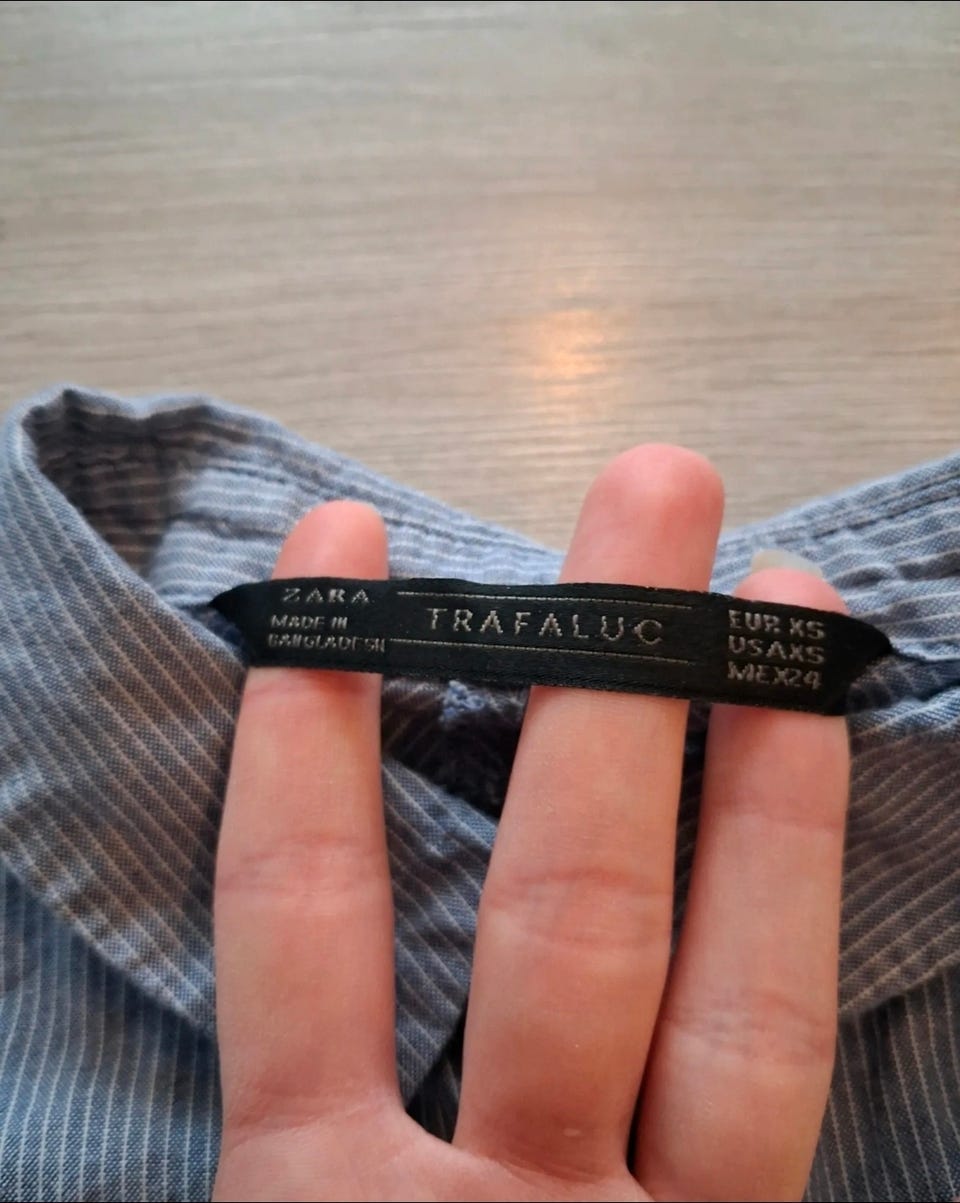 ZARA
MADE IN
BANGLADESH
TRAFALUC
EUR XS
USA XS
MEX 24